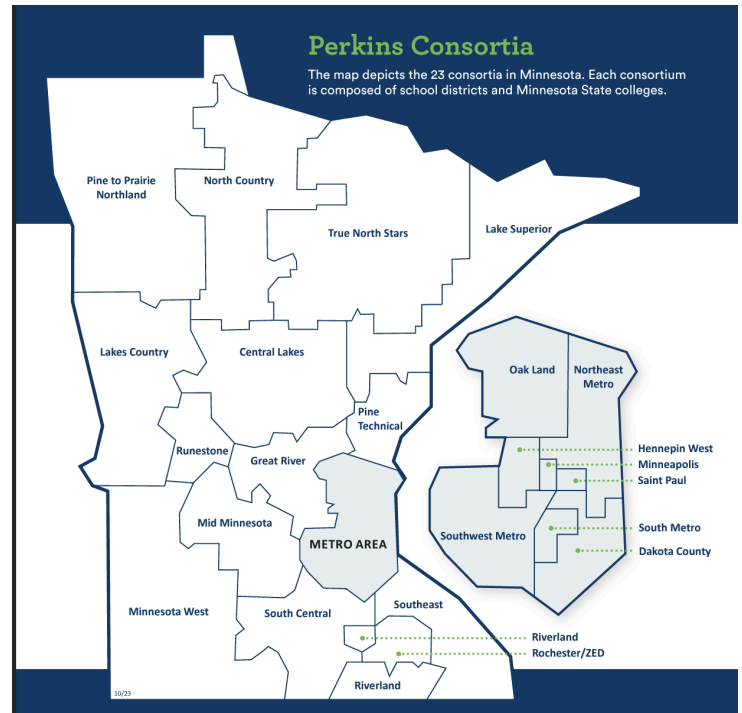 Perkins Consortia
The map depicts the 23 consortia in Minnesota. Each consortium
is composed of school districts and Minnesota State colleges.
Pine to Prairie
Northland
North Country
True North Stars
Lake Superior
Lakes Country
Central Lakes
Pine
Technical
Runestone
Great River
Mid Minnesota
METRO AREA
Minnesota West
South Central
Southeast
Riverland
Oak Land
Northeast
Metro
Hennepin West
Minneapolis
Saint Paul
Southwest Metro
South Metro
Dakota County
Riverland
Rochester/ZED
10/23